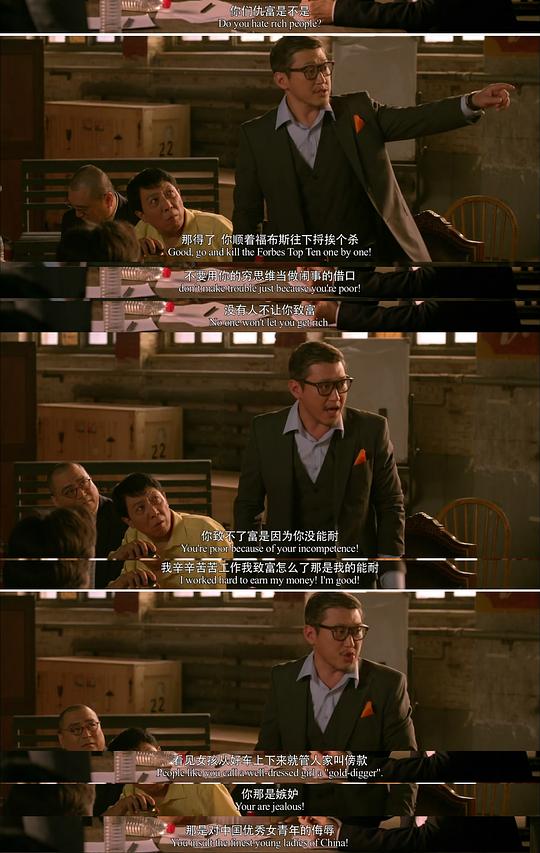 你们仇富是不是
Do you hate rich people?
22
那得了 你顺着福布斯往下捋挨个杀
Good, go and kill the Forbes Top Ten one by one!
不要用你的穷思维当做闹事的借口
don't make trouble just because you're poor!
没有人不让你致富
No one won't let you get rich
22
你致不了富是因为你没能耐
You're poor because of your incompetence!
我辛辛苦苦工作我致富怎么了那是我的能耐
I worked hard to earn my money! I'm good!
看见女孩从好车上下来就管人家叫傍款
People like you call a well-dressed girl a "gold-digger".
你那是嫉妒
Your are jealous!
那是对中国优秀女青年的侮辱
You insult the finest young ladies of China!